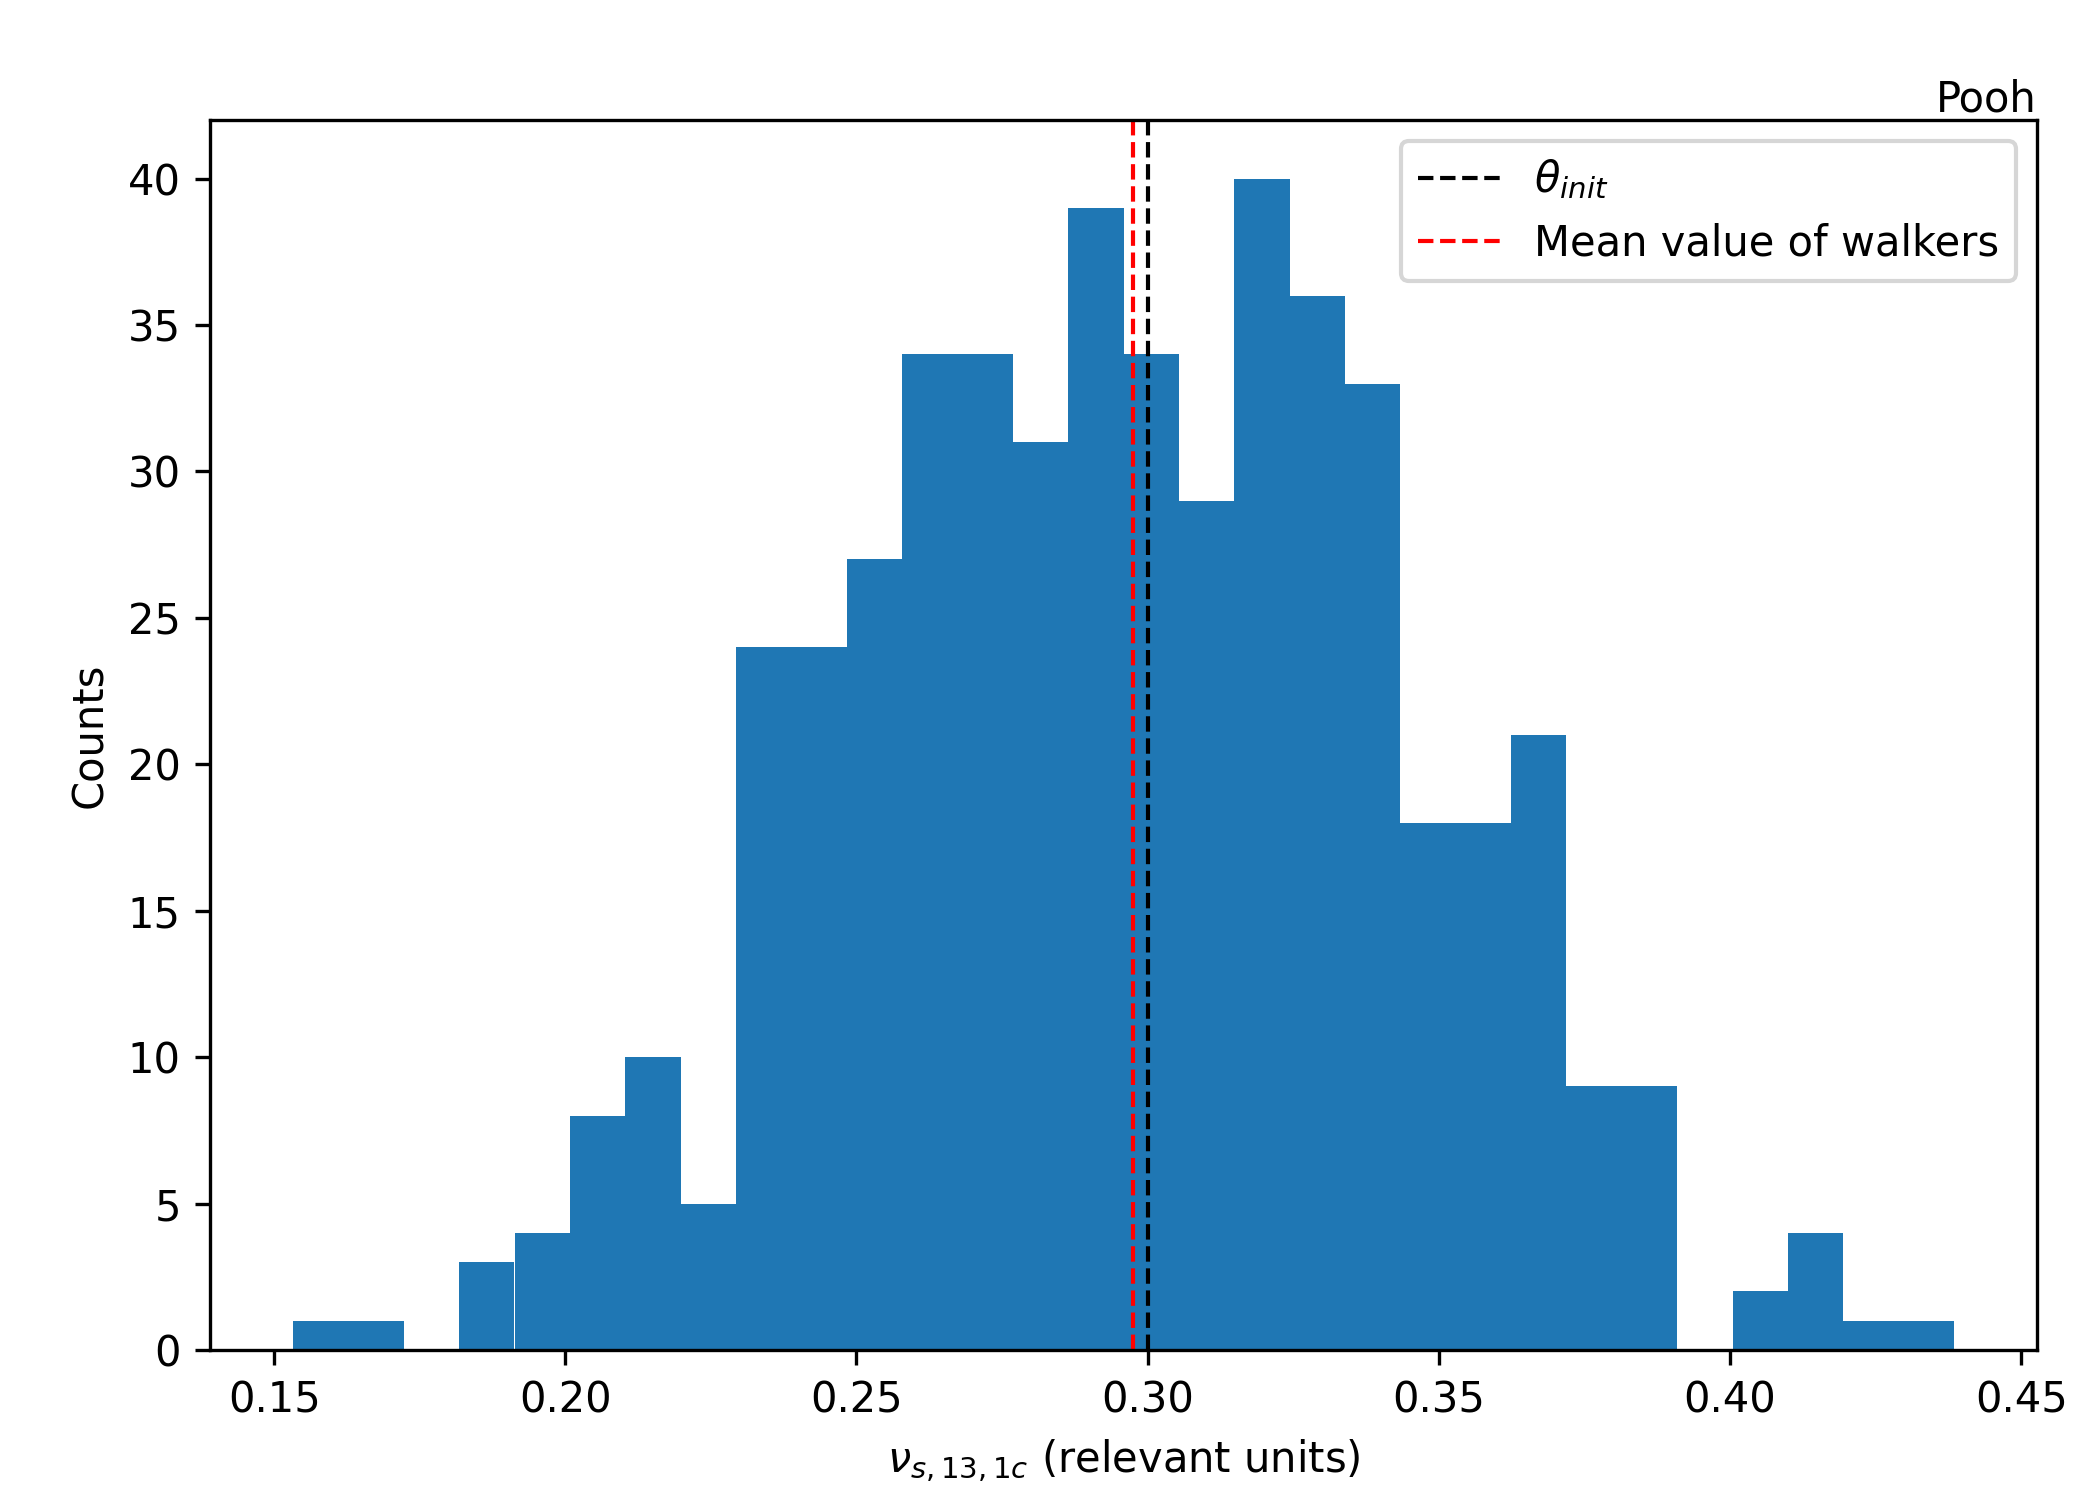 Pooh
θinit
Mean value of walkers
40
35
30
25
20
15
10
5
0
Counts
0.15 0.20 0.25 0.30 0.35 0.40 0.45
νs,13,1c (relevant units)